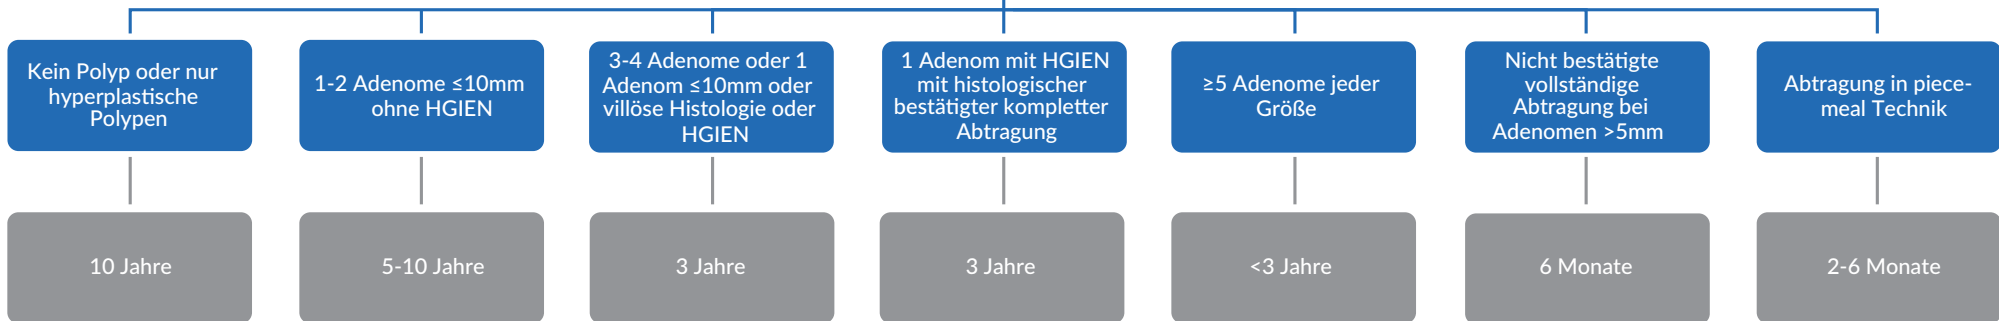 Kein Polyp oder nur
hyperplastische
Polypen
1-2 Adenome ≤10mm
ohne HGIEN
3-4 Adenome oder 1
Adenom ≤10mm oder
villöse Histologie oder
HGIEN
1 Adenom mit HGIEN
mit histologischer
bestätigter kompletter
Abtragung
≥5 Adenome jeder
Größe
Nicht bestätigte
vollständige
Abtragung bei
Adenomen >5mm
Abtragung in piece-
meal Technik
10 Jahre
5-10 Jahre
3 Jahre
3 Jahre
<3 Jahre
6 Monate
2-6 Monate